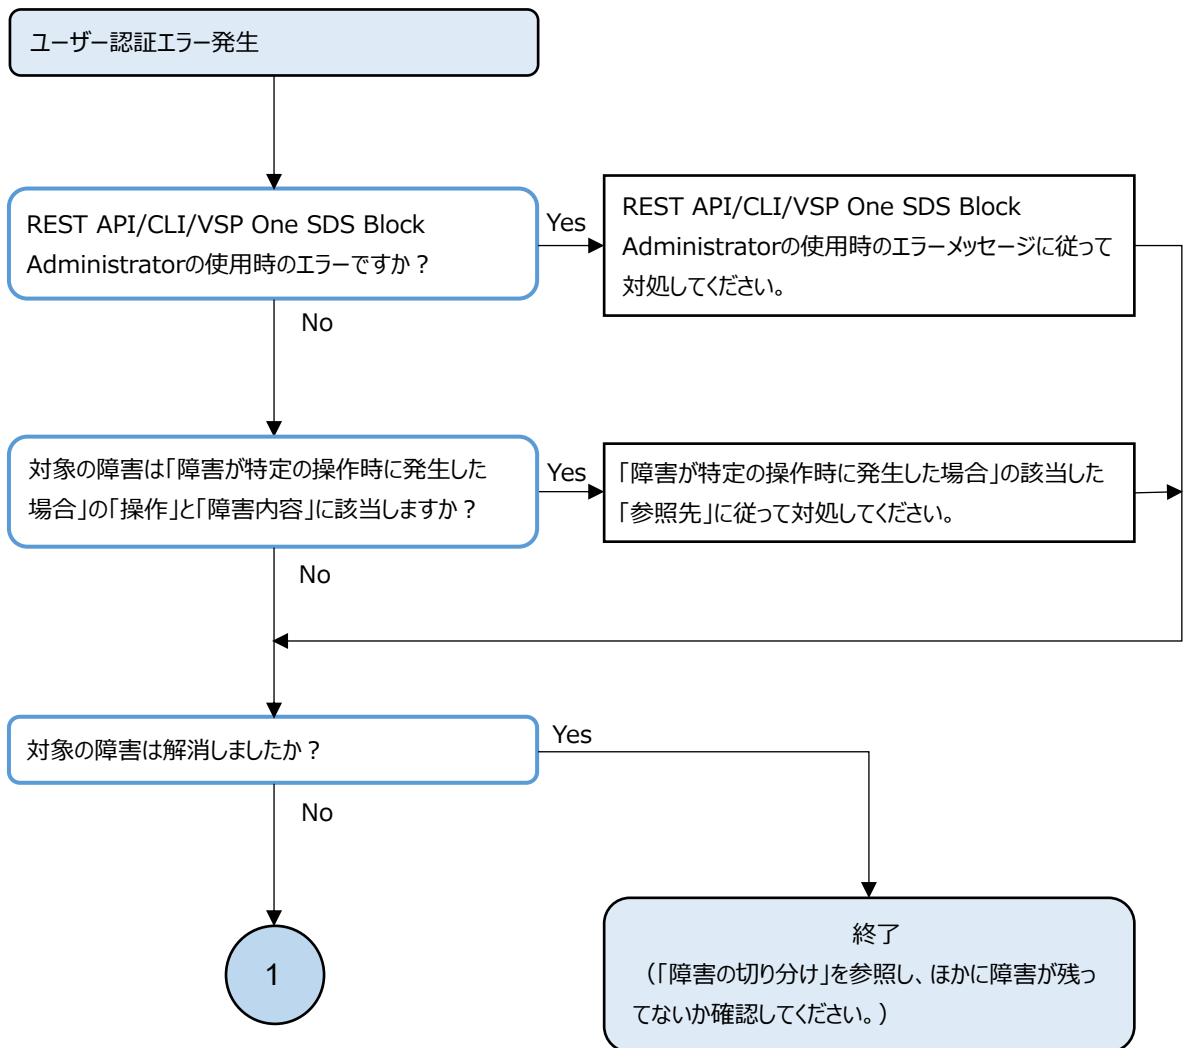 ユーザー認証エラー発生
REST API/CLI/VSP One SDS Block
Administratorの使用時のエラーですか？
Yes
REST API/CLI/VSP One SDS Block
Administratorの使用時のエラーメッセージに従って
対処してください。
No
対象の障害は「障害が特定の操作時に発生した
場合」の「操作」と「障害内容」に該当しますか？
Yes
「障害が特定の操作時に発生した場合」の該当した
「参照先」に従って対処してください。
No
対象の障害は解消しましたか？
Yes
No
1
終了
（「障害の切り分け」を参照し、ほかに障害が残っ
てないか確認してください。）